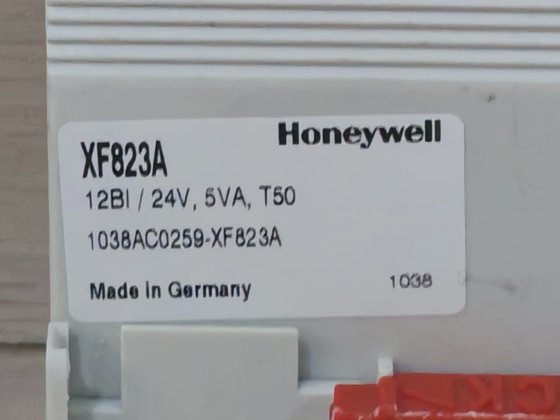 Honeywell
XF823A
12BI / 24V, 5VA, T50
1038AC0259-XF823A
Made in Germany
1038